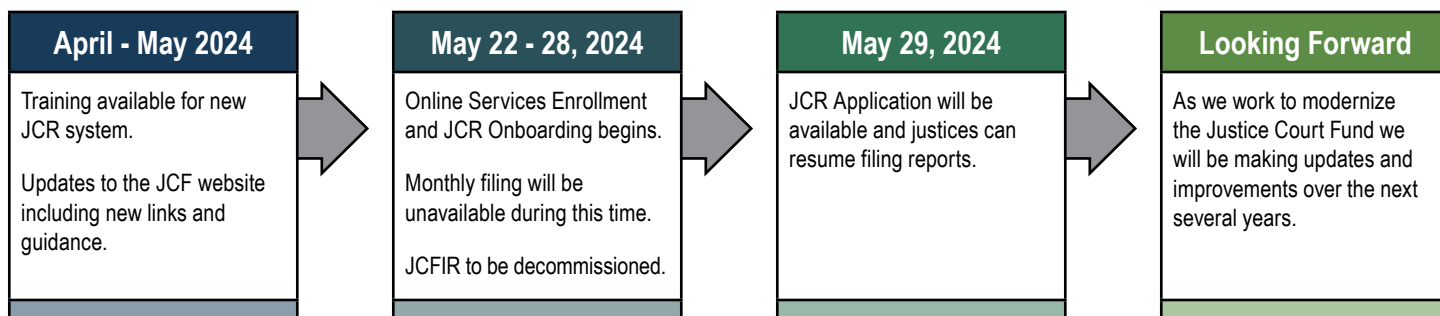 April - May 2024
Training available for new
JCR system.
Updates to the JCF website
including new links and
guidance.
May 22 - 28, 2024
Online Services Enrollment
and JCR Onboarding begins.
Monthly filing will be
unavailable during this time.
JCFIR to be decommissioned.
May 29, 2024
JCR Application will be
available and justices can
resume filing reports.
Looking Forward
As we work to modernize
the Justice Court Fund we
will be making updates and
improvements over the next
several years.